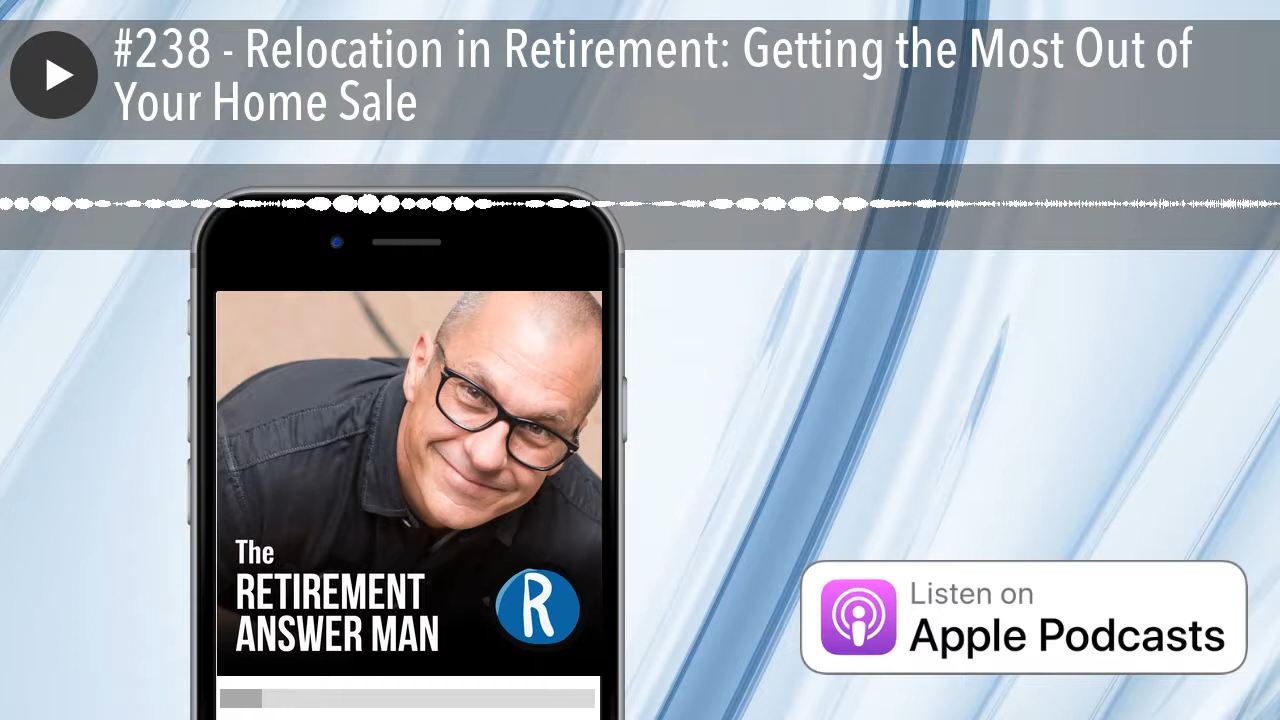 #238 - Relocation in Retirement: Getting the Most Out of
Your Home Sale
The
RETIREMENT
ANSWER MAN
R
Listen on
Apple Podcasts